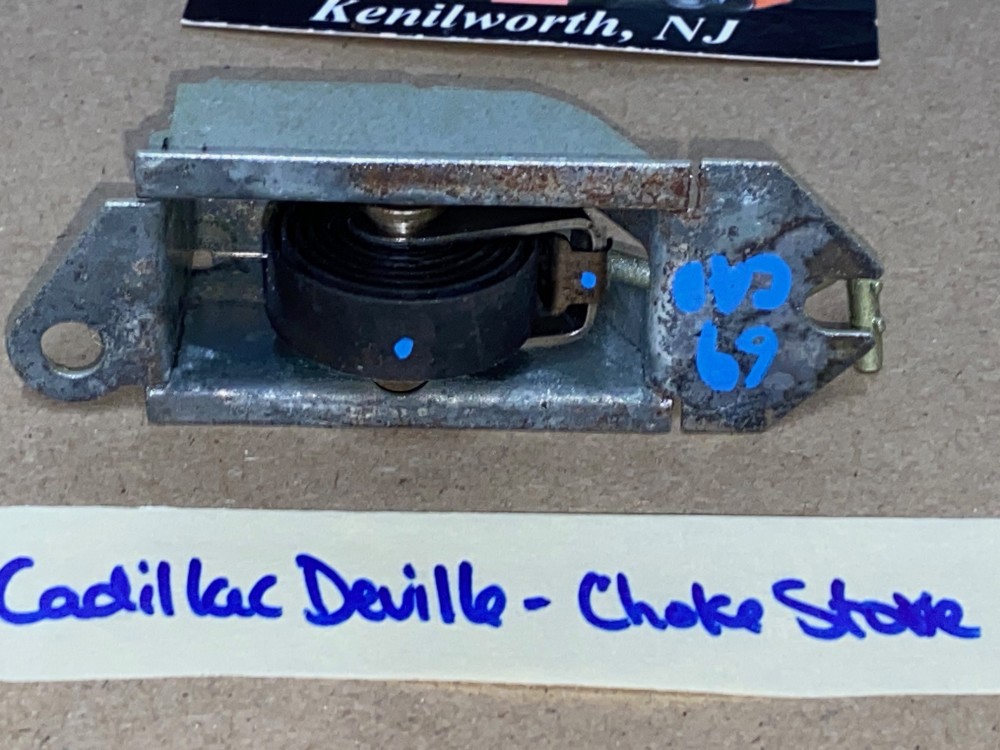 Kenilworth, NJ
CAD
69
Cadillac Deville - Choke Stove